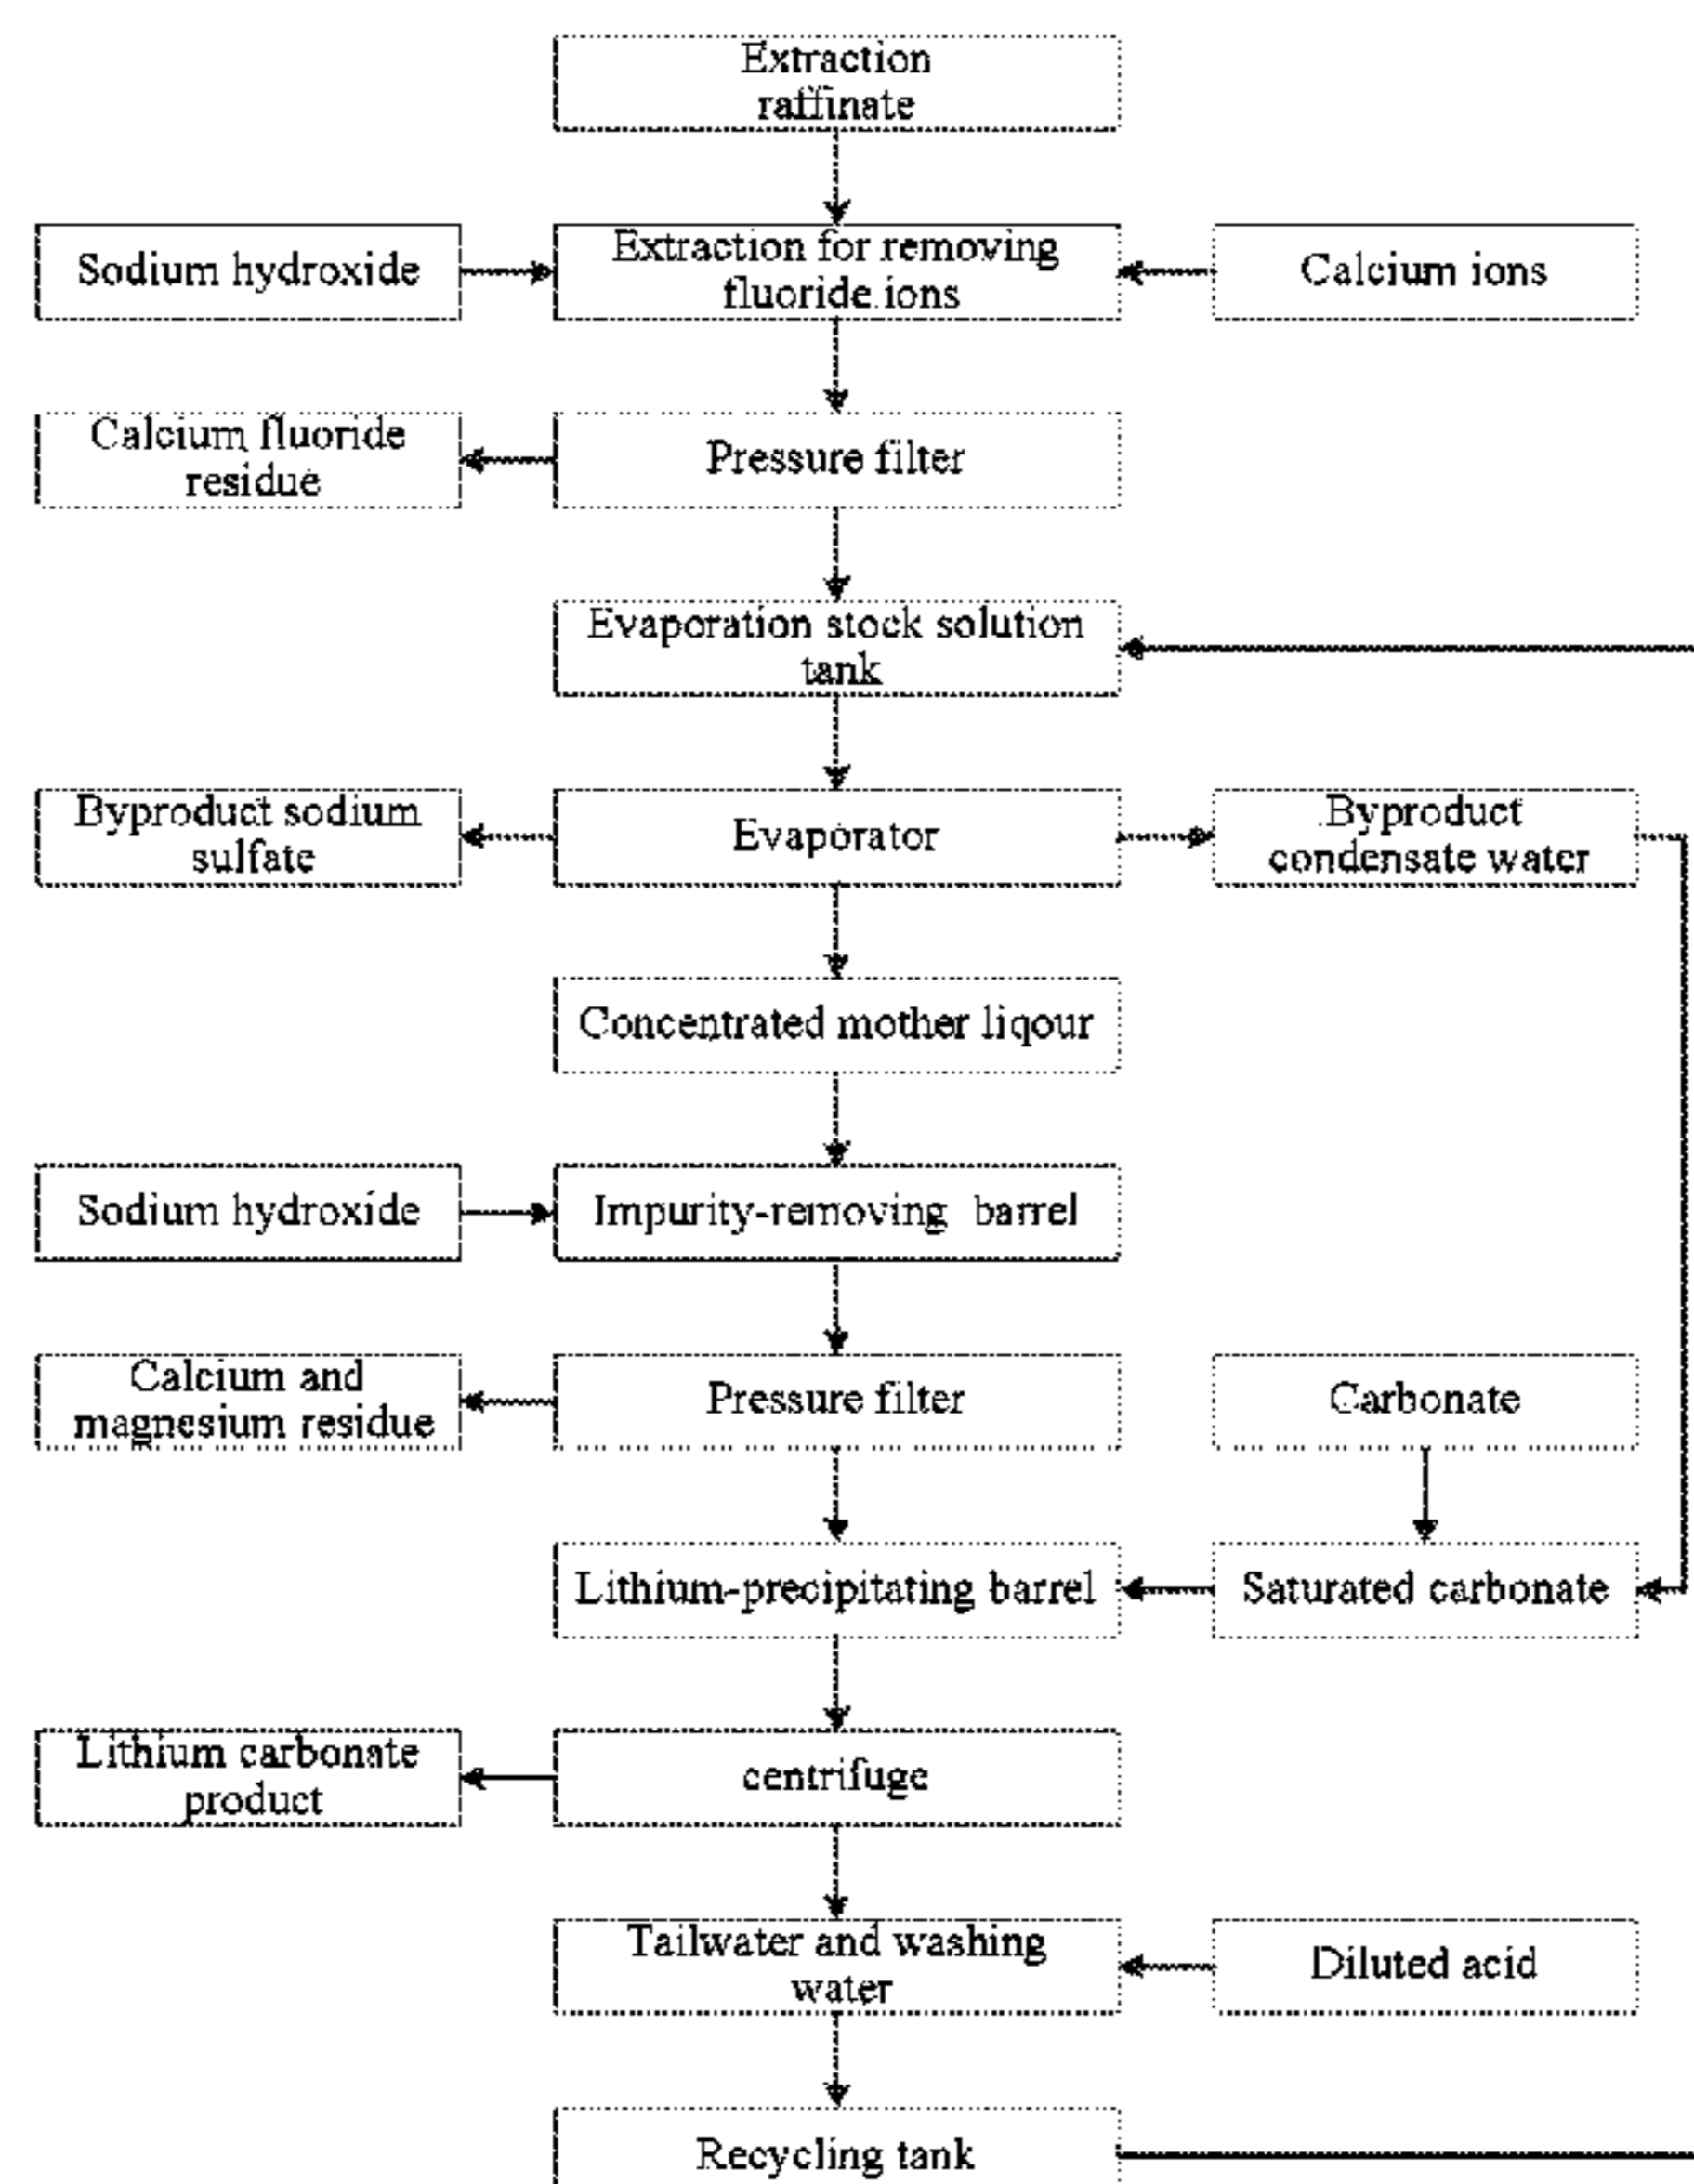 Extraction
raffinate
Sodium hydroxide
Extraction for removing
fluoride ions
Calcium ions
Calcium fluoride
residue
Pressure filter
Evaporation stock solution
tank
Byproduct sodium
sulfate
Evaporator
Byproduct
condensate water
Concentrated mother liqour
Sodium hydroxide
Impurity-removing barrel
Calcium and
magnesium residue
Pressure filter
Carbonate
Lithium-precipitating barrel
Saturated carbonate
Lithium carbonate
product
centrifuge
Tailwater and washing
water
Diluted acid
Recycling tank